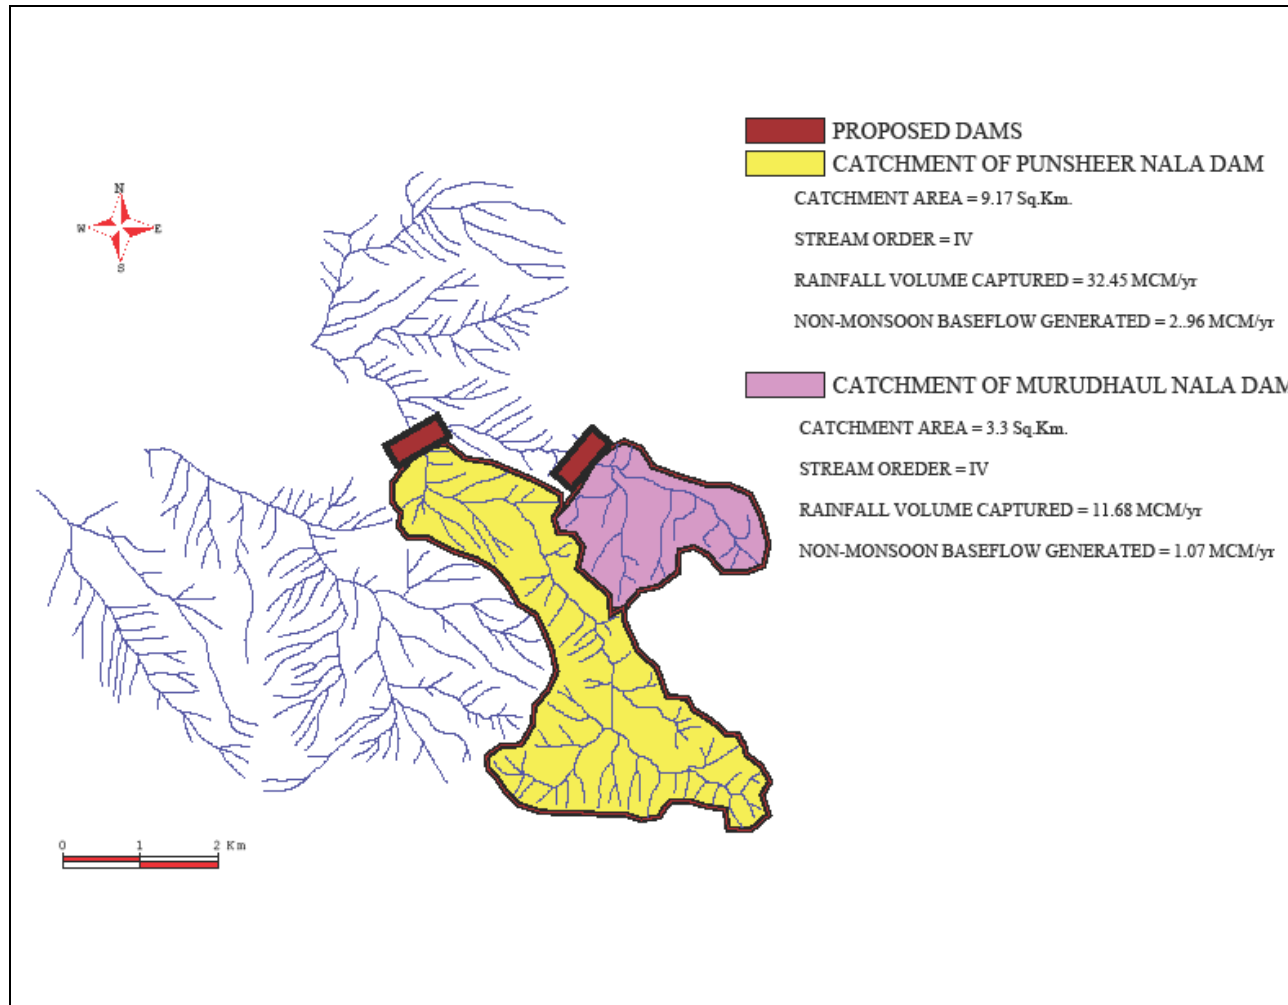 PROPOSED DAMS
CATCHMENT OF PUNSHEER NALA DAM
CATCHMENT AREA = 9.17 Sq.Km.
STREAM ORDER = IV
RAINFALL VOLUME CAPTURED = 32.45 MCM/yr
NON-MONSOON BASEFLOW GENERATED = 2..96 MCM/yr
CATCHMENT OF MURUDHAUL NALA DAM
CATCHMENT AREA = 3.3 Sq.Km.
STREAM OREDER = IV
RAINFALL VOLUME CAPTURED = 11.68 MCM/yr
NON-MONSOON BASEFLOW GENERATED = 1.07 MCM/yr
N
W E
S
0 1 2 Km